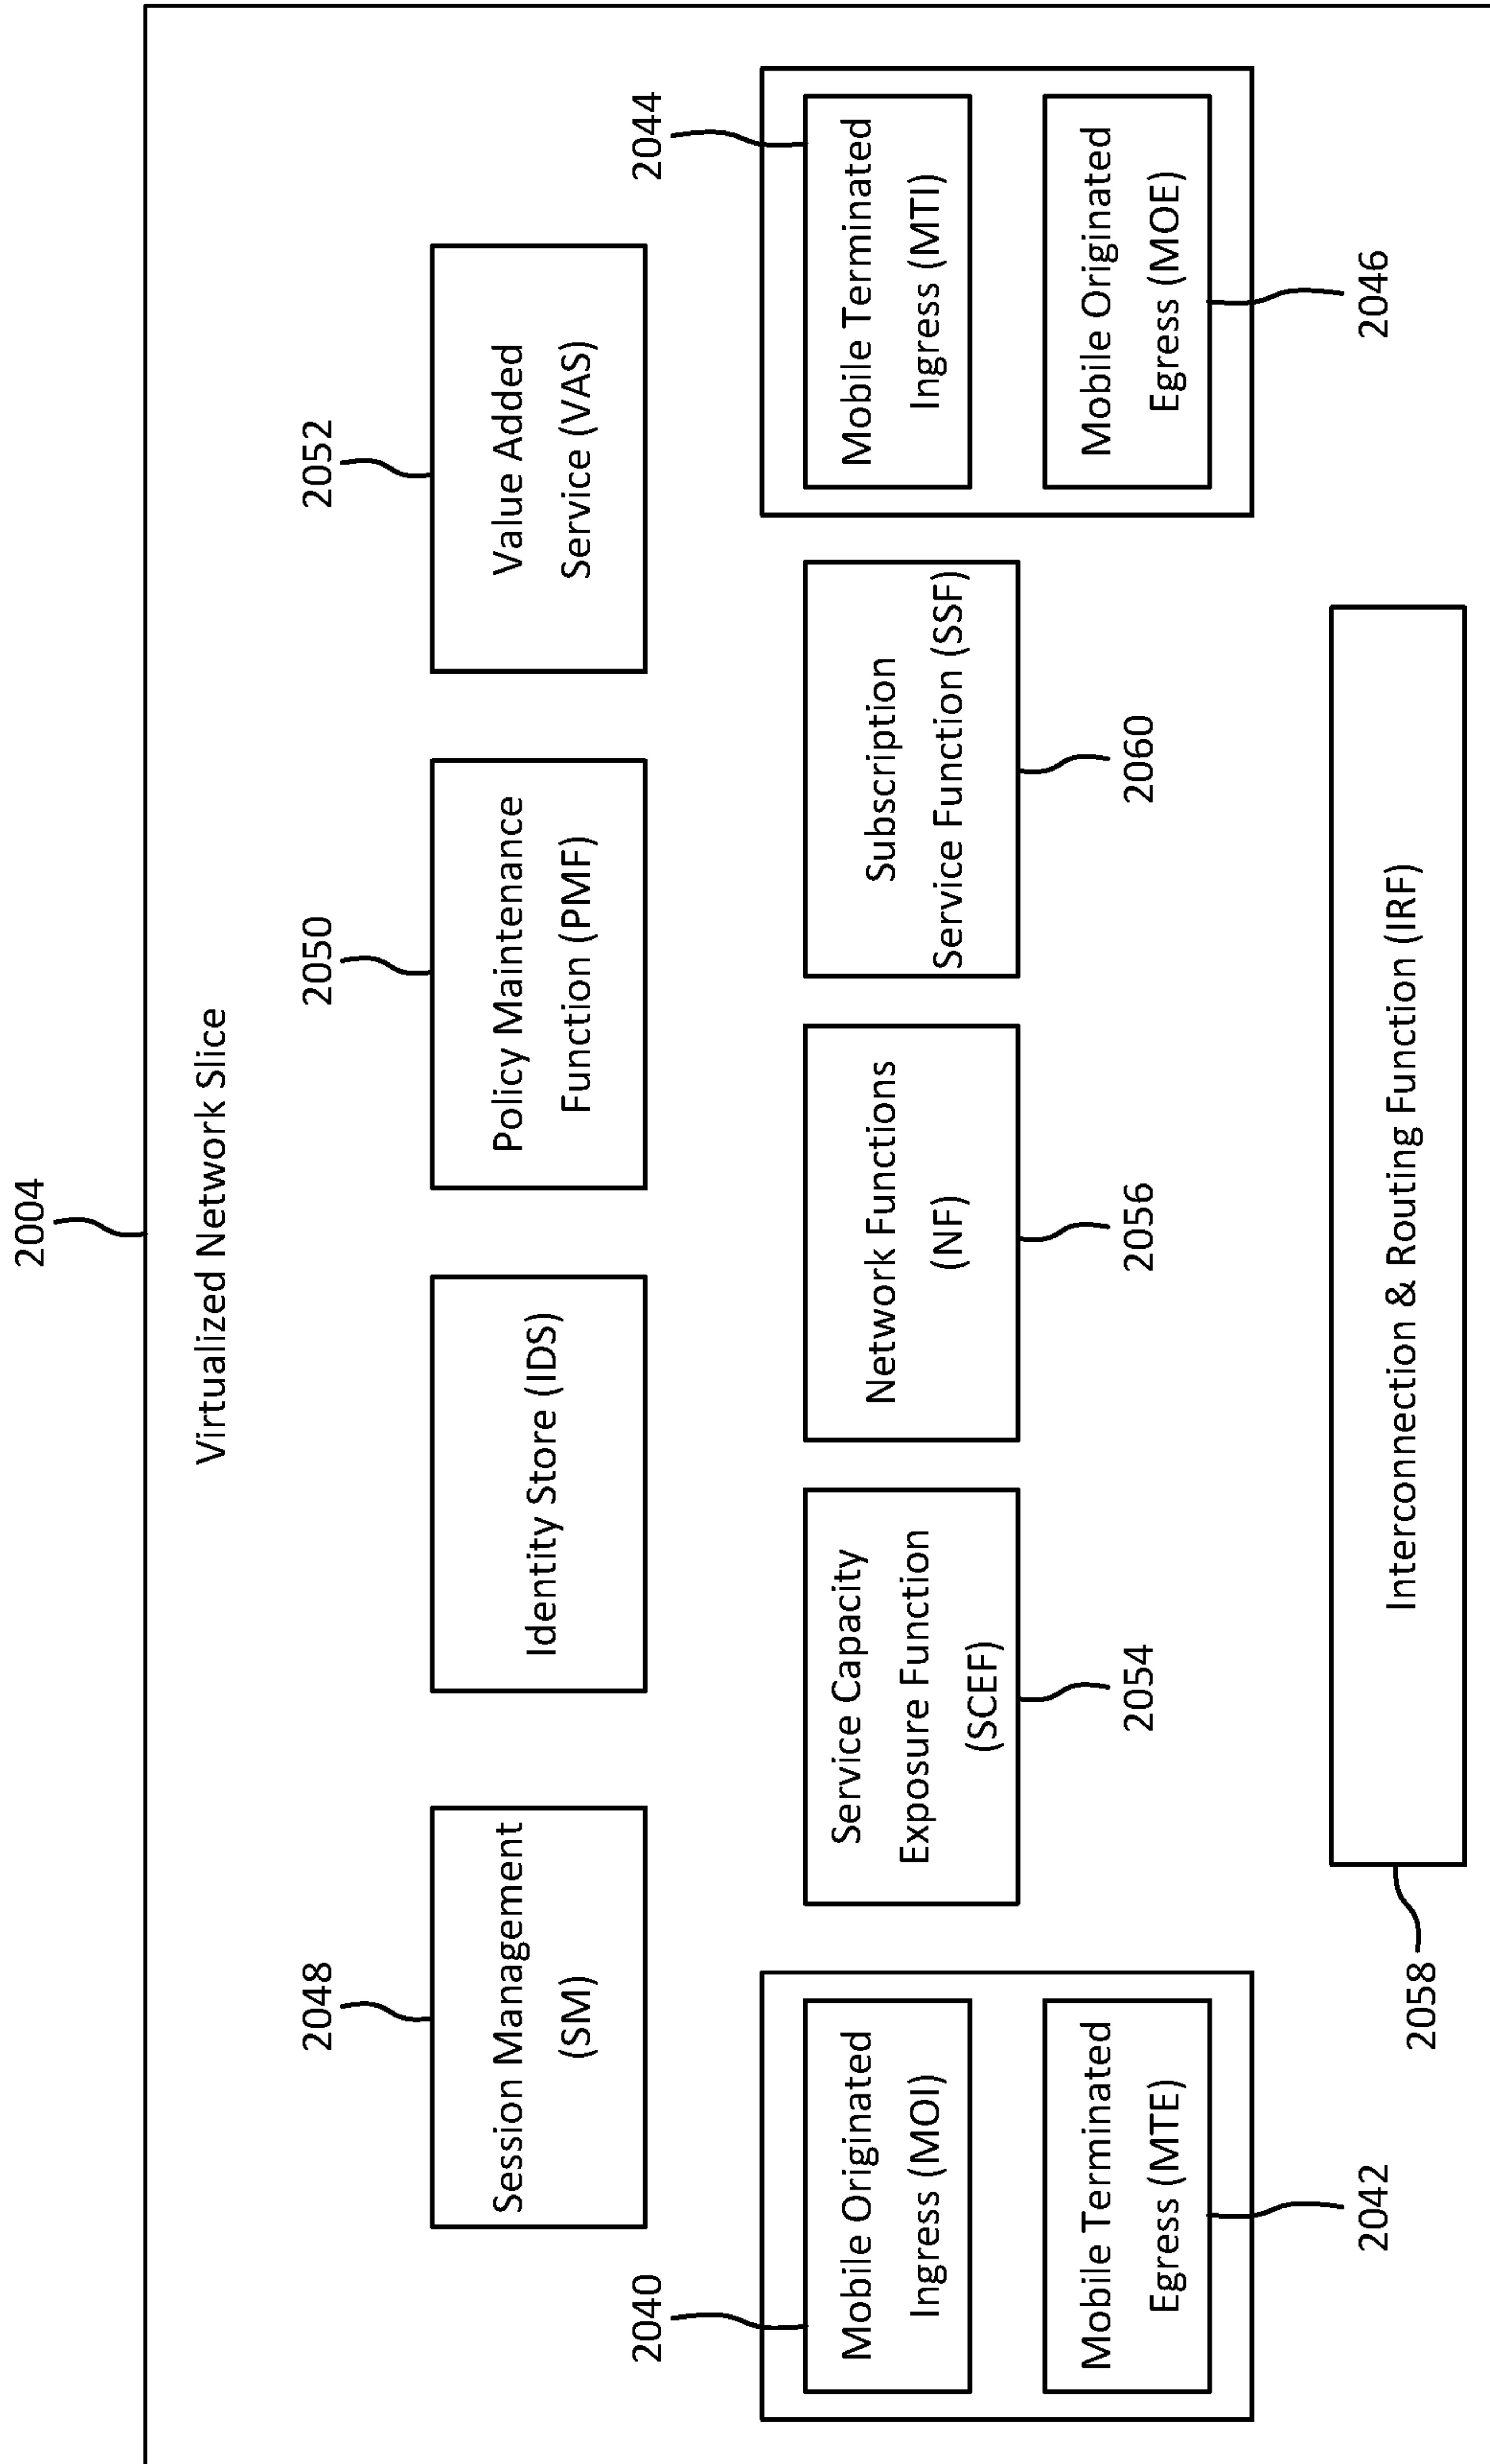 2004
Virtualized Network Slice
2048
2050
2052
Session Management
(SM)
Identity Store (IDS)
Policy Maintenance
Function (PMF)
Value Added
Service (VAS)
2040
2044
Mobile Originated
Ingress (MOI)
Mobile Terminated
Egress (MTE)
2042
Service Capacity
Exposure Function
(SCEF)
2054
Network Functions
(NF)
2056
Subscription
Service Function (SSF)
2060
Mobile Terminated
Ingress (MTI)
Mobile Originated
Egress (MOE)
2046
2058
Interconnection & Routing Function (IRF)